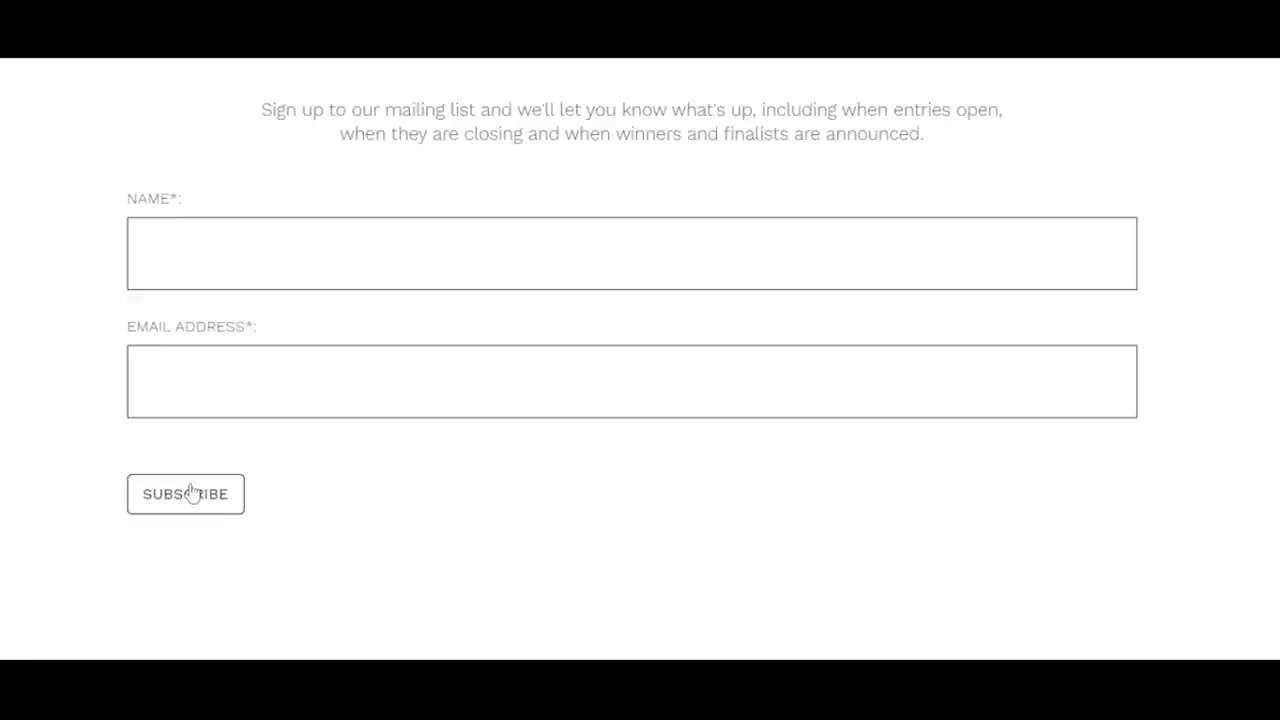 Sign up to our mailing list and we'll let you know what's up, including when entries open,
when they are closing and when winners and finalists are announced.
NAME*:
EMAIL ADDRESS*:
SUBSCRIBE